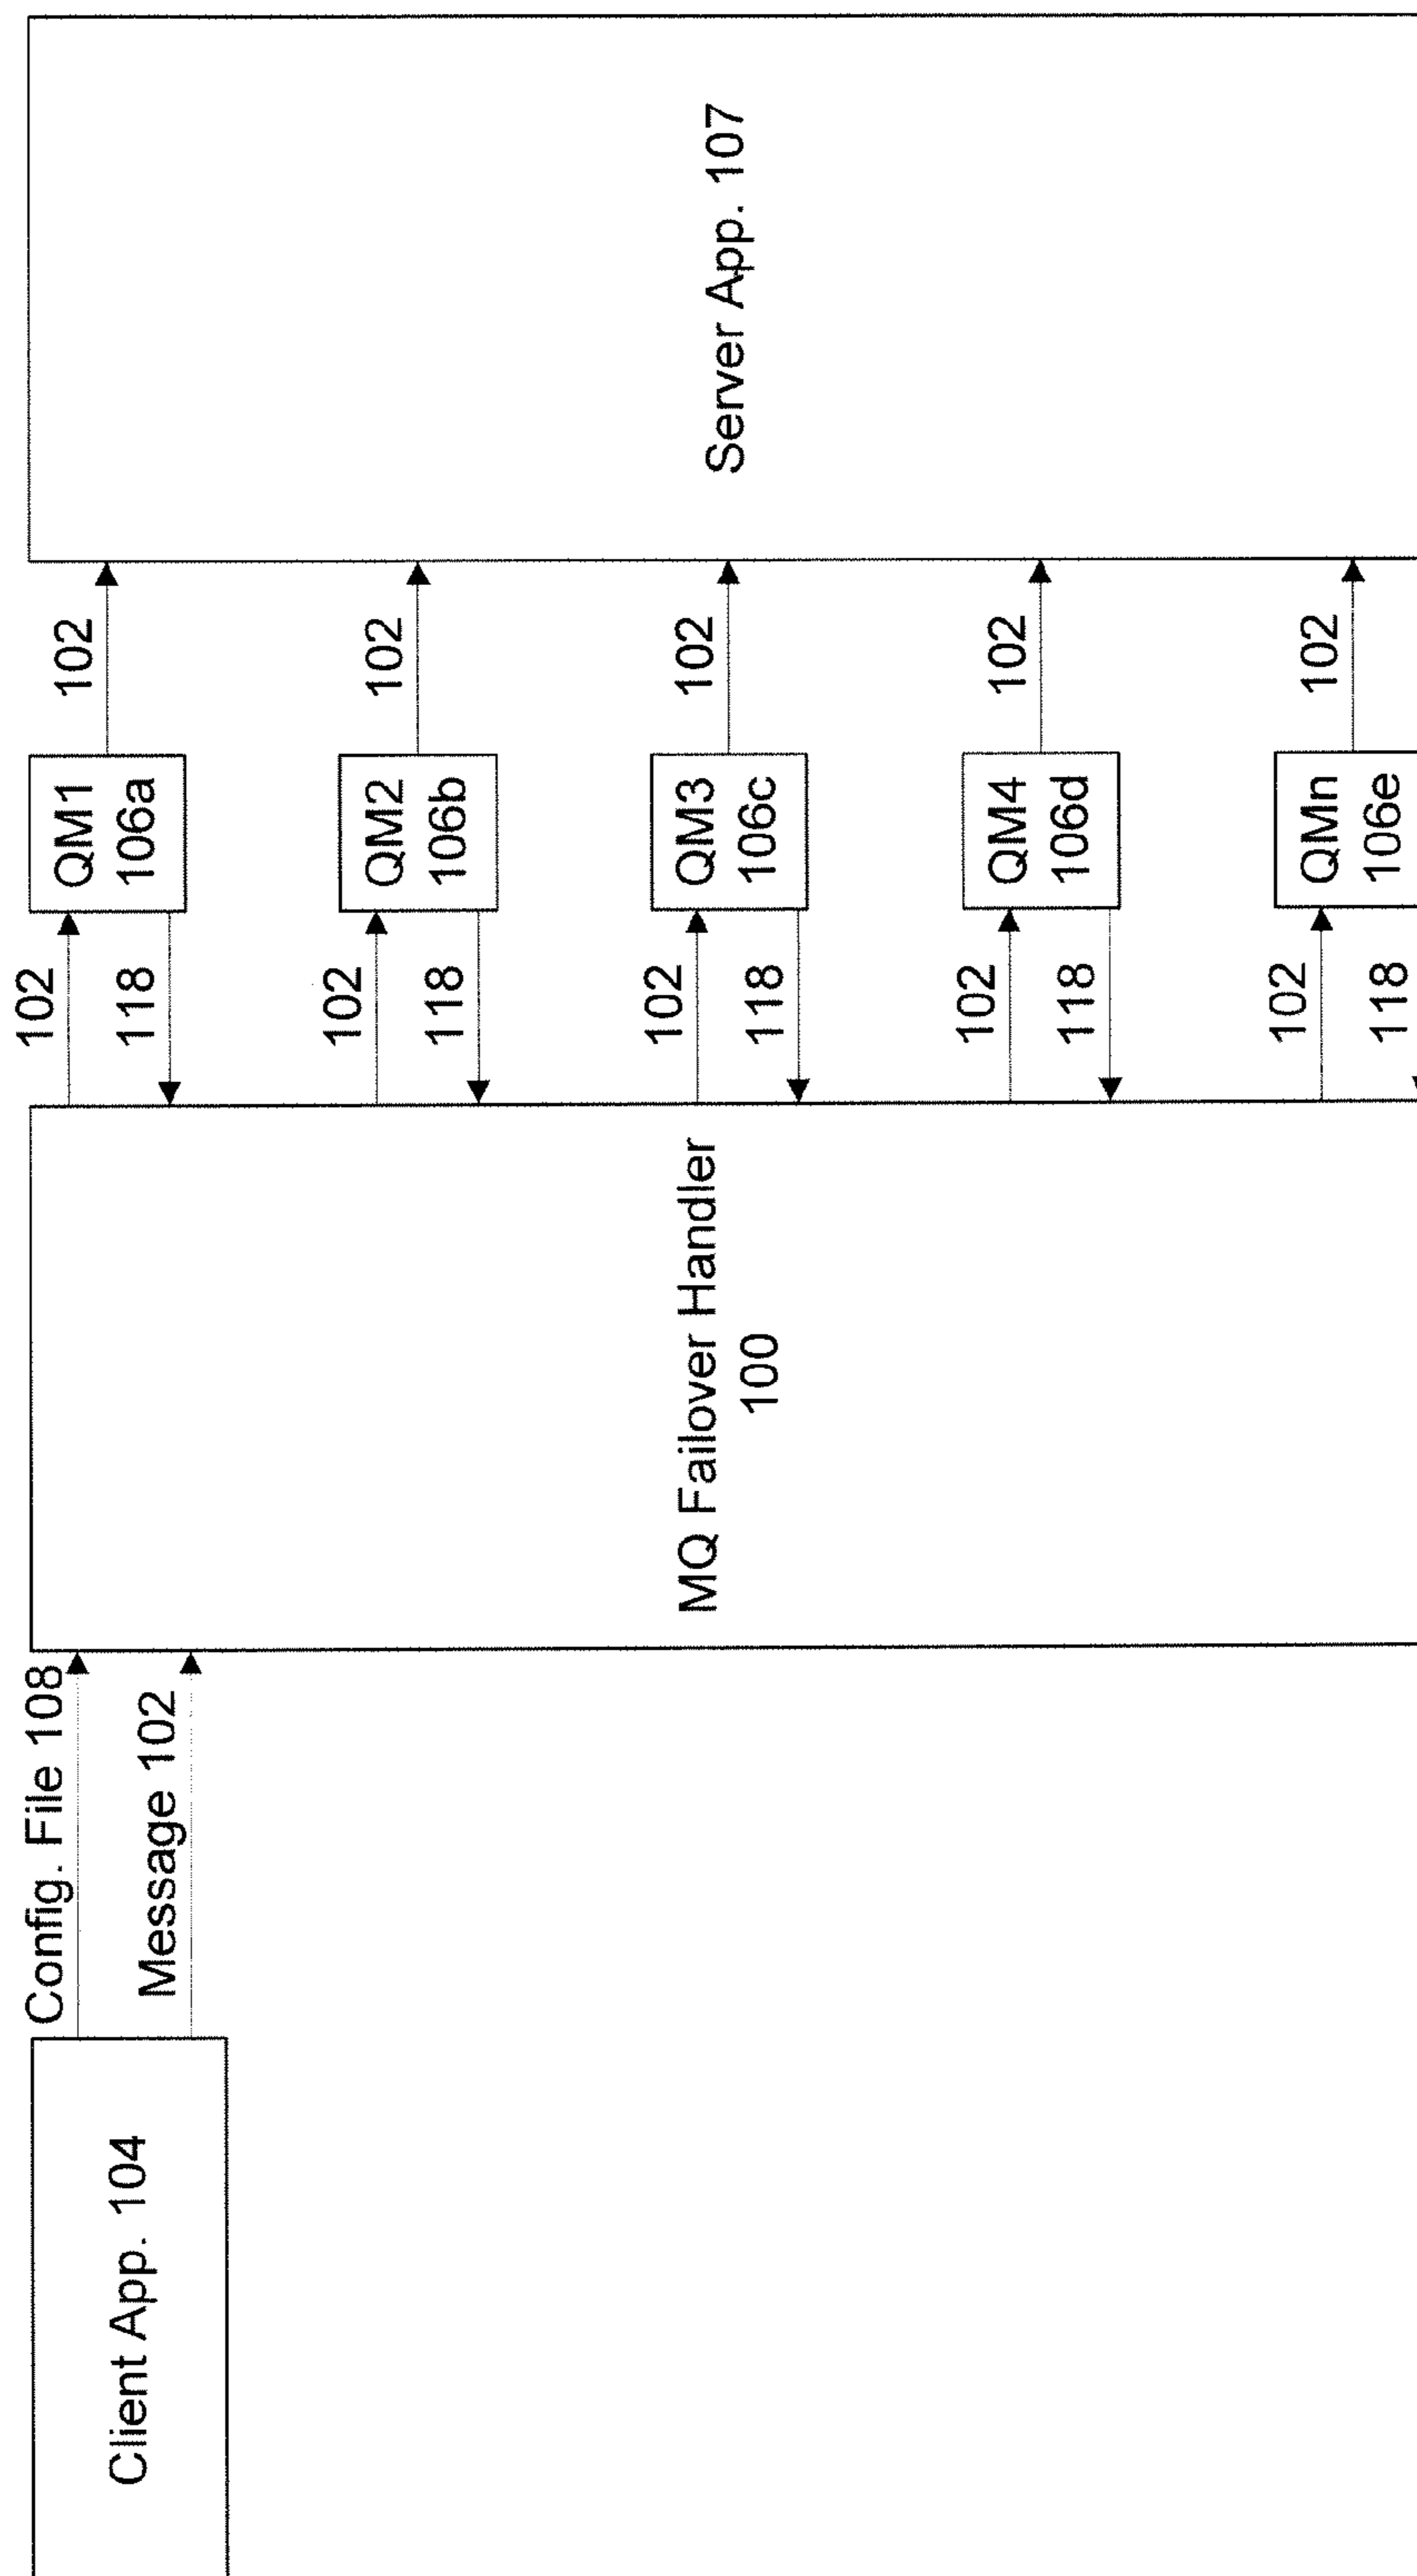 Client App. 104
Config. File 108
Message 102
MQ Failover Handler
100
102
118
102
118
102
118
102
118
102
118
QM1
106a
QM2
106b
QM3
106c
QM4
106d
QMn
106e
102
102
102
102
102
Server App. 107